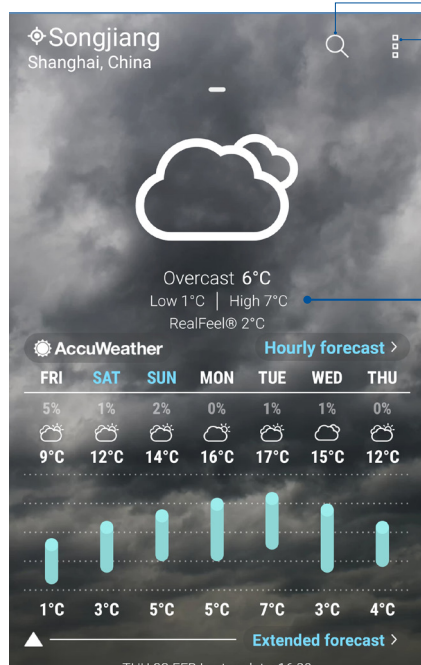 Songjiang
Shanghai, China
Overcast 6°C
Low 1°C | High 7°C
RealFeel® 2°C
AccuWeather Hourly forecast >
FRI SAT SUN MON TUE WED THU
5% 1% 2% 0% 1% 1% 0%
9°C 12°C 14°C 16°C 17°C 15°C 12°C
1°C 3°C 5°C 5°C 7°C 3°C 4°C
Extended forecast >